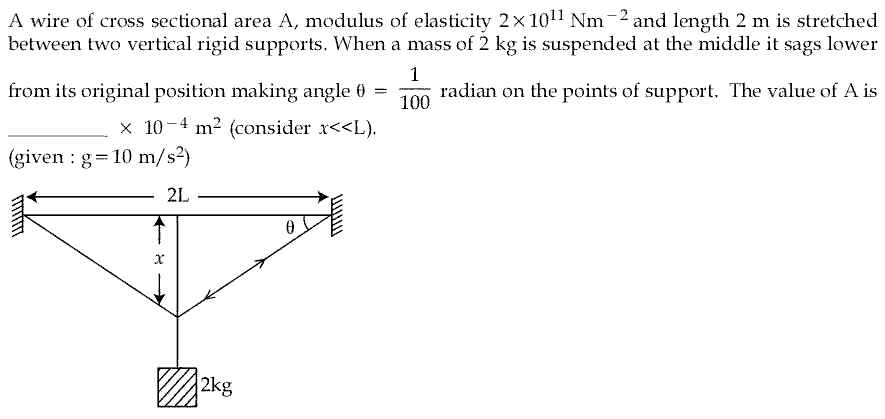 A wire of cross sectional area A, modulus of elasticity 2×10¹¹ Nm⁻² and length 2 m is stretched
between two vertical rigid supports. When a mass of 2 kg is suspended at the middle it sags lower
from its original position making angle θ = 1/100 radian on the points of support. The value of A is
________ × 10⁻⁴ m² (consider x<<L).
(given : g=10 m/s²)
2L
θ
x
2kg